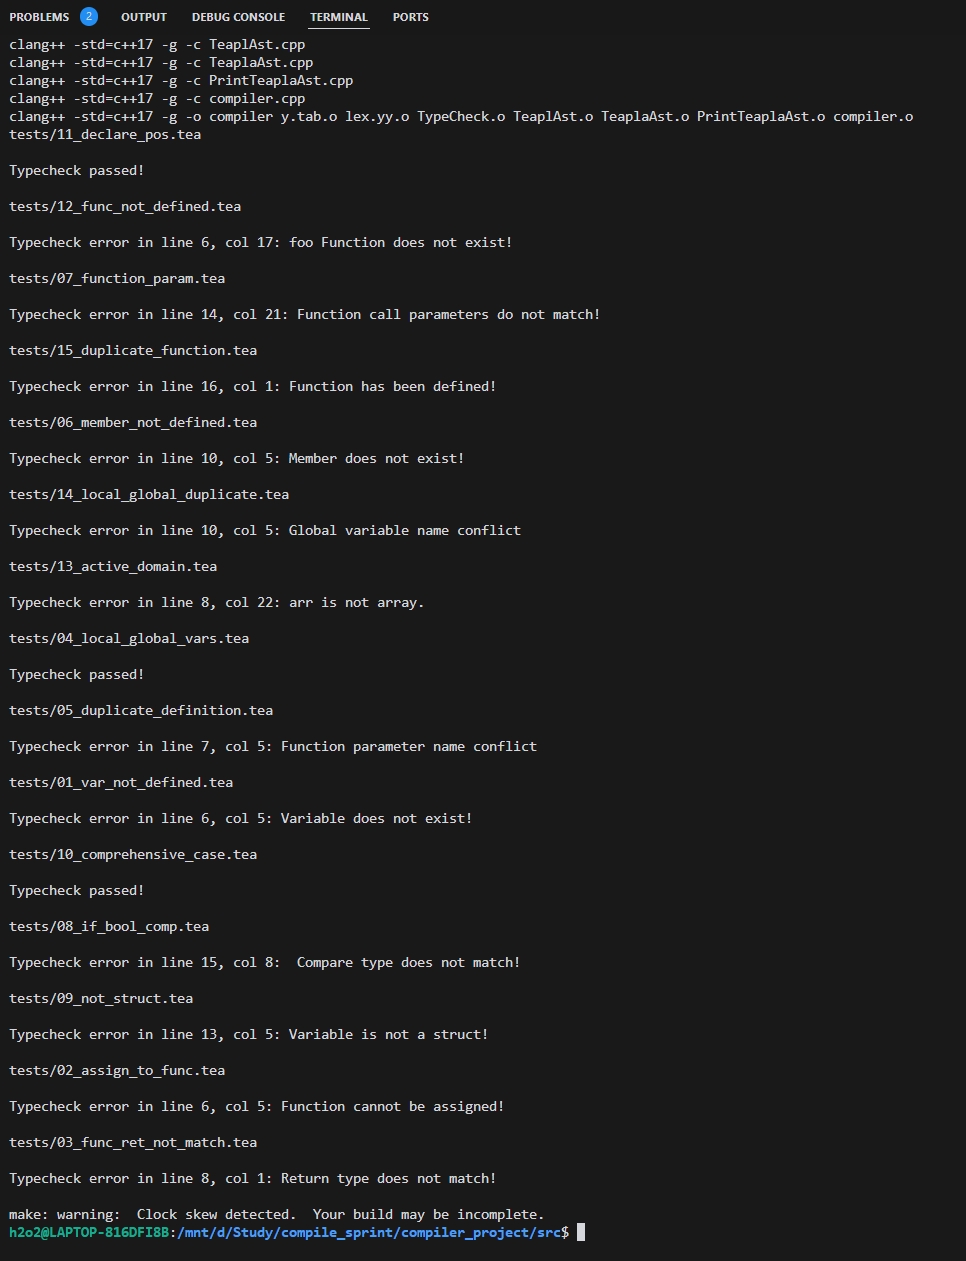 PROBLEMS 2 OUTPUT DEBUG CONSOLE TERMINAL PORTS
clang++ -std=c++17 -g -c TeaplAst.cpp
clang++ -std=c++17 -g -c TeaplaAst.cpp
clang++ -std=c++17 -g -c PrintTeaplaAst.cpp
clang++ -std=c++17 -g -c compiler.cpp
clang++ -std=c++17 -g -o compiler y.tab.o lex.yy.o TypeCheck.o TeaplAst.o TeaplaAst.o PrintTeaplaAst.o compiler.o
tests/11_declare_pos.tea
Typecheck passed!
tests/12_func_not_defined.tea
Typecheck error in line 6, col 17: foo Function does not exist!
tests/07_function_param.tea
Typecheck error in line 14, col 21: Function call parameters do not match!
tests/15_duplicate_function.tea
Typecheck error in line 16, col 1: Function has been defined!
tests/06_member_not_defined.tea
Typecheck error in line 10, col 5: Member does not exist!
tests/14_local_global_duplicate.tea
Typecheck error in line 10, col 5: Global variable name conflict
tests/13_active_domain.tea
Typecheck error in line 8, col 22: arr is not array.
tests/04_local_global_vars.tea
Typecheck passed!
tests/05_duplicate_definition.tea
Typecheck error in line 7, col 5: Function parameter name conflict
tests/01_var_not_defined.tea
Typecheck error in line 6, col 5: Variable does not exist!
tests/10_comprehensive_case.tea
Typecheck passed!
tests/08_if_bool_comp.tea
Typecheck error in line 15, col 8:  Compare type does not match!
tests/09_not_struct.tea
Typecheck error in line 13, col 5: Variable is not a struct!
tests/02_assign_to_func.tea
Typecheck error in line 6, col 5: Function cannot be assigned!
tests/03_func_ret_not_match.tea
Typecheck error in line 8, col 1: Return type does not match!
make: warning:  Clock skew detected.  Your build may be incomplete.
h2o2@LAPTOP-816DFI8B:/mnt/d/Study/compile_sprint/compiler_project/src$